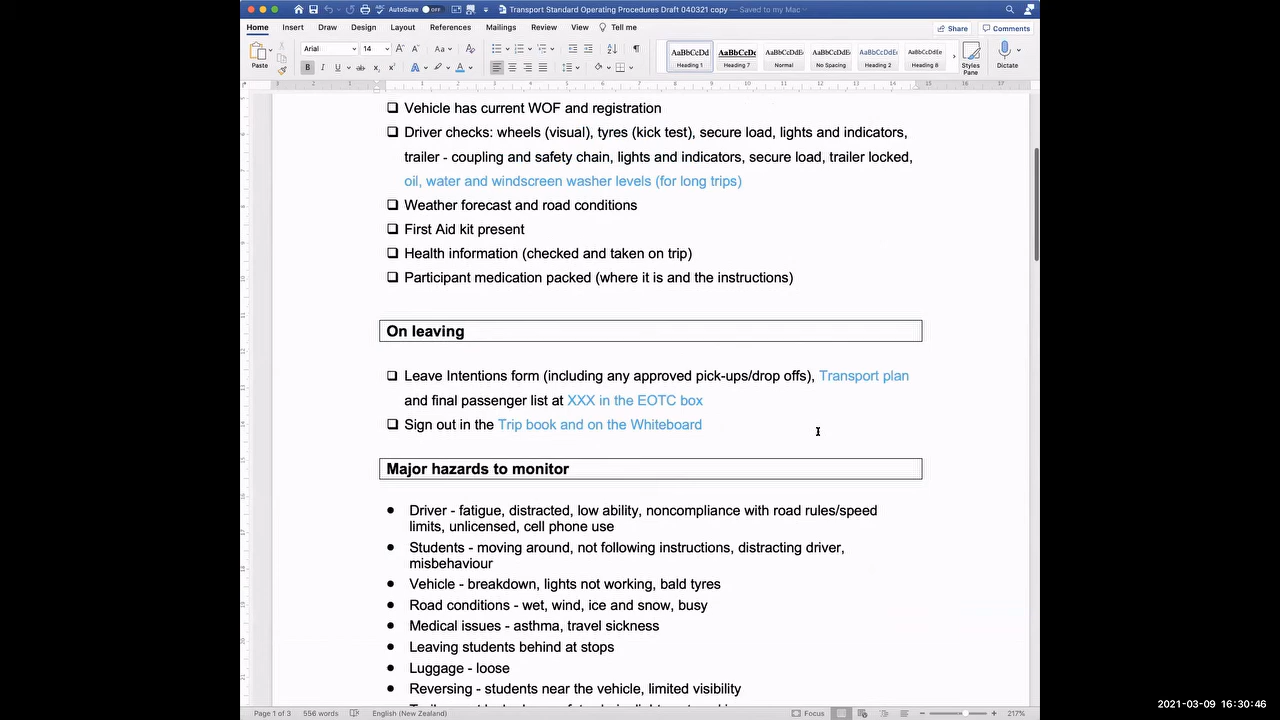 AutoSave OFF
Transport Standard Operating Procedures Draft 040321 copy — Saved to my Mac
Home Insert Draw Design Layout References Mailings Review View Tell me
Share Comments
Paste
Arial 14
AaBbCcDd Heading 1
AaBbCcDc Heading 7
AaBbCcDdE Normal
AaBbCcDdE No Spacing
AaBbCcDdE Heading 2
AaBbCcDdEe Heading 8
Styles Pane
Dictate
Vehicle has current WOF and registration
Driver checks: wheels (visual), tyres (kick test), secure load, lights and indicators,
trailer - coupling and safety chain, lights and indicators, secure load, trailer locked,
oil, water and windscreen washer levels (for long trips)
Weather forecast and road conditions
First Aid kit present
Health information (checked and taken on trip)
Participant medication packed (where it is and the instructions)
On leaving
Leave Intentions form (including any approved pick-ups/drop offs), Transport plan
and final passenger list at XXX in the EOTC box
Sign out in the Trip book and on the Whiteboard
Major hazards to monitor
Driver - fatigue, distracted, low ability, noncompliance with road rules/speed
limits, unlicensed, cell phone use
Students - moving around, not following instructions, distracting driver,
misbehaviour
Vehicle - breakdown, lights not working, bald tyres
Road conditions - wet, wind, ice and snow, busy
Medical issues - asthma, travel sickness
Leaving students behind at stops
Luggage - loose
Reversing - students near the vehicle, limited visibility
Page 1 of 3 556 words English (New Zealand) Focus 217%
2021-03-09 16:30:46